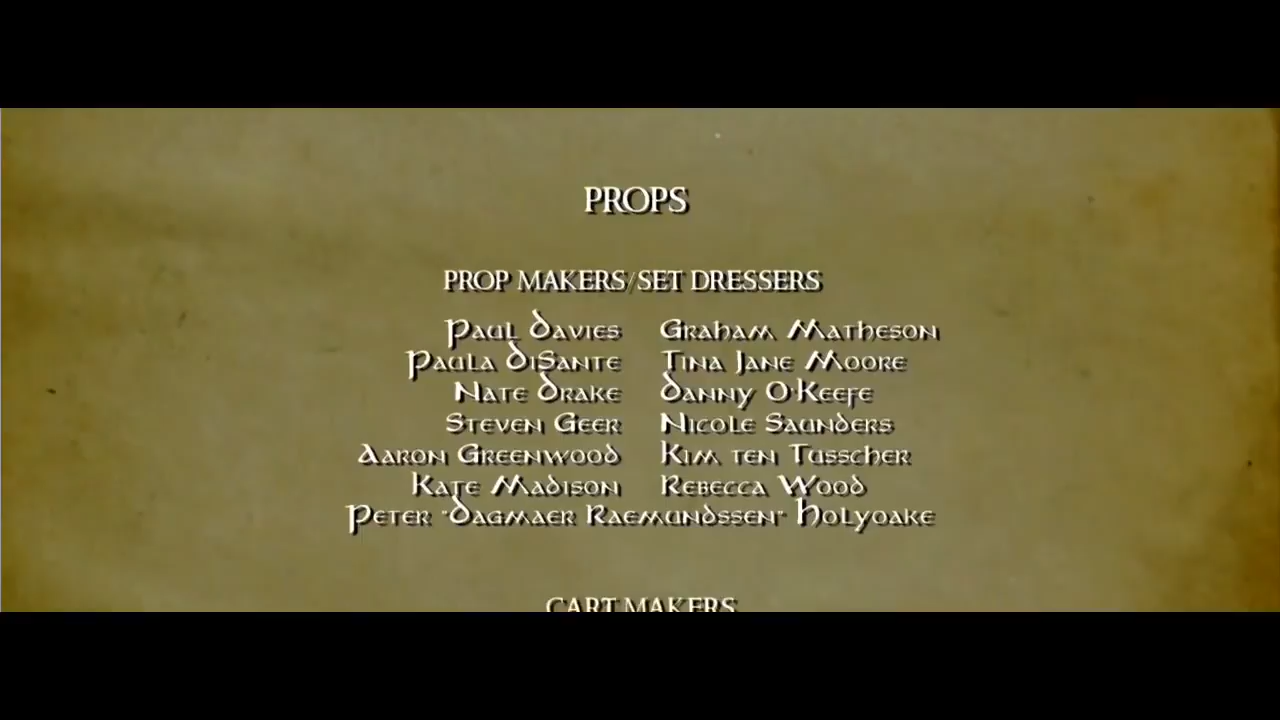 PROPS
PROP MAKERS/SET DRESSERS
Paul Davies Graham Matheson
Paula DiSante Tina Jane Moore
Nate Drake Danny O'Keefe
Steven Geer Nicole Saunders
Aaron Greenwood Kim ten Tusscher
Kate Madison Rebecca Wood
Peter "Dagmaer Raemundssen" Holyoake
CART MAKERS